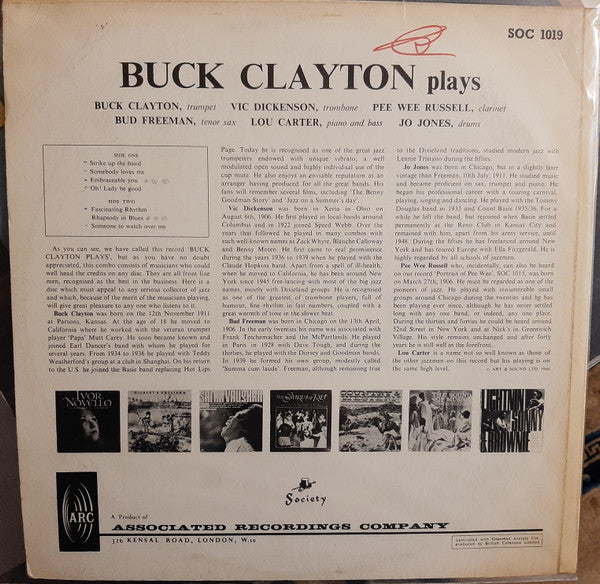 SOC 1019
BUCK CLAYTON plays
BUCK CLAYTON, trumpet VIC DICKENSON, trombone PEE WEE RUSSELL, clarinet
BUD FREEMAN, tenor sax LOU CARTER, piano and bass JO JONES, drums
SIDE ONE
Strike up the band
Somebody loves me
Embraceable you
Oh! Lady be good
SIDE TWO
Fascinating Rhythm
Rhapsody in Blues
Someone to watch over me
As you can see, we have called this record 'BUCK
CLAYTON PLAYS', but as you have no doubt
appreciated, this combo consists of musicians who could
well head the credits on any disc. They are all front line
men, recognised as the best in the business. Here is a
disc which must appeal to any serious collector of jazz
and which, because of the merit of the musicians playing,
will give great pleasure to any one who listens to it.
Buck Clayton was born on the 12th November 1911
at Parsons, Kansas. At the age of 18 he moved to
California where he worked with the veteran trumpet
player 'Papa' Mutt Carey. He soon became known and
joined Earl Dancer's band with whom he played for
several years. From 1934 to 1936 he played with Teddy
Weatherford's group at a club in Shanghai. On his return
to the U.S. he joined the Basie band replacing Hot Lips
Page. Today he is recognised as one of the great jazz
trumpeters endowed with unique vibrato, a well
modulated open sound and highly individual use of the
cup mute. He also enjoys an enviable reputation as an
arranger having produced for all the great bands. His
fans will remember several films, including 'The Benny
Goodman Story' and 'Jazz on a Summer's day'.
Vic Dickenson was born in Xeria in Ohio on
August 6th, 1906. He first played in local bands around
Columbus and in 1922 joined Speed Webb. Over the
years that followed he played in many combos with
such well-known names as Zack Whyte, Blanche Calloway
and Benny Moten. He first came to real prominence
during the years 1936 to 1939 when he played with the
Claude Hopkins band. Apart from a spell of ill-health,
when he moved to California, he has been around New
York since 1945 free-lancing with most of the big jazz
names, mostly with Dixieland groups. He is recognised
as one of the greatest of trombone players, full of
humour, fine rhythm in fast numbers, coupled with a
great warmth of tone in the slower beat.
Bud Freeman was born in Chicago on the 13th April,
1906. In the early twenties his name was associated with
Frank Teschemacher and the McPartlands. He played
in Paris in 1928 with Dave Tough, and during the
thirties, he played with the Dorsey and Goodman bands.
In 1939 he formed his own group, modestly called
'Summa cum laude'. Freeman, although remaining true
to the Dixieland traditions, studied modern jazz with
Lennie Tristano during the fifties.
Jo Jones was born in Chicago, but in a slightly later
vintage than Freeman, 10th July, 1911. He studied music
and became proficient on sax, trumpet and piano. He
began his professional career with a touring carnival,
playing, singing and dancing. He played with the Tommy
Douglas band in 1933 and Count Basie 1935/36. For a
while he left the band, but rejoined when Basie settled
permanently at the Reno Club in Kansas City and
remained with him, apart from his army service, until
1948. During the fifties he has freelanced around New
York and has toured Europe with Ella Fitzgerald. He is
highly regarded by all schools of jazzmen.
Pee Wee Russell who, incidentally, can also be heard
on our record 'Portrait of Pee Wee', SOC 1015, was born
on March 27th, 1906. He must be regarded as one of the
pioneers of jazz. He played with innumerable small
groups around Chicago during the twenties and has
been playing ever since, although he has never settled
long with any one band, or indeed, any one place.
During the thirties and forties he could be found around
52nd Street in New York and at Nick's in Greenwich
Village. His style remains unchanged and after forty
years he is still well in the forefront.
Lou Carter is a name not so well known as those of
the other jazzmen on this record but his playing is on
the same high level.
© ART & SOUND LTD. 1966
IVOR NOVELLO
GILBERT & SULLIVAN
SARAH VAUGHAN
LIGHTNIN
SONNY
& BROWNIE
Society
ARC
A Product of
ASSOCIATED RECORDINGS COMPANY
326 KENSAL ROAD, LONDON, W.10
Laminated with Clarifoil acetate film
produced by British Celanese Limited